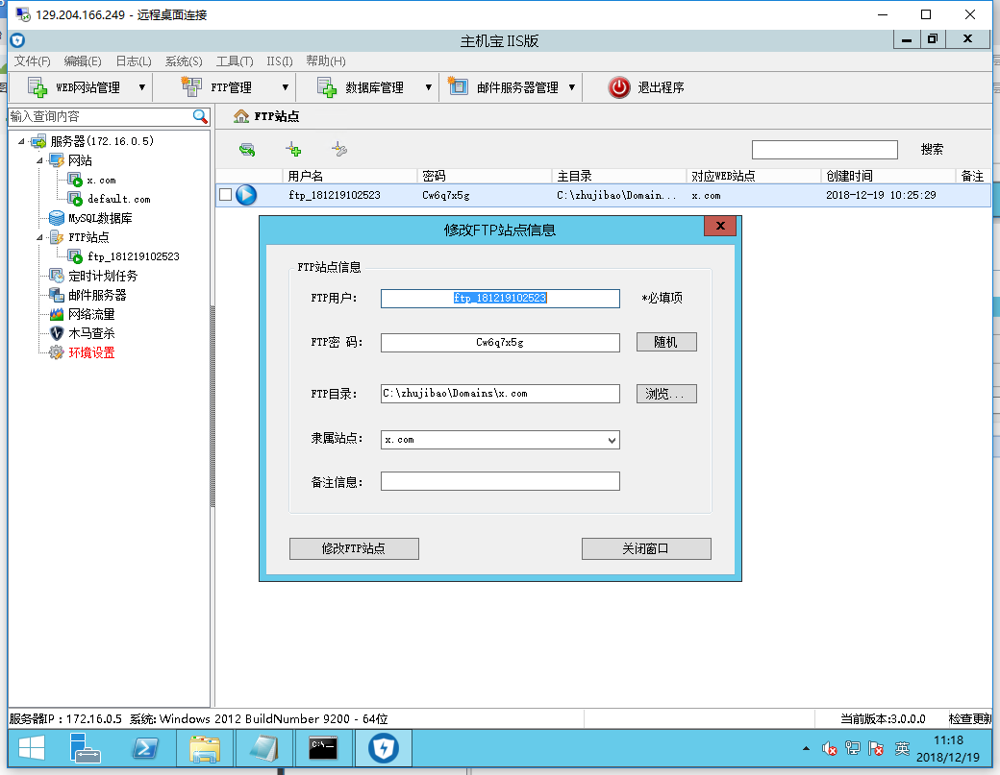 129.204.166.249 - 远程桌面连接
主机宝 IIS版
文件(F) 编辑(E) 日志(L) 系统(S) 工具(T) IIS(I) 帮助(H)
WEB网站管理 FTP管理 数据库管理 邮件服务器管理 退出程序
输入查询内容
FTP站点
服务器(172.16.0.5)
网站
x.com
default.com
MySQL数据库
FTP站点
ftp_181219102523
定时计划任务
邮件服务器
网络流量
木马查杀
环境设置
搜索
用户名 密码 主目录 对应WEB站点 创建时间 备注
ftp_181219102523 Cw6q7x5g C:\zhujibao\Domain... x.com 2018-12-19 10:25:29
修改FTP站点信息
FTP站点信息
FTP用户: ftp_181219102523 *必填项
FTP密 码: Cw6q7x5g 随机
FTP目录: C:\zhujibao\Domains\x.com 浏览...
隶属站点: x.com
备注信息:
修改FTP站点 关闭窗口
服务器IP：172.16.0.5 系统: Windows 2012 BuildNumber 9200 - 64位 当前版本:3.0.0.0 检查更新
C:\_
英
11:18
2018/12/19